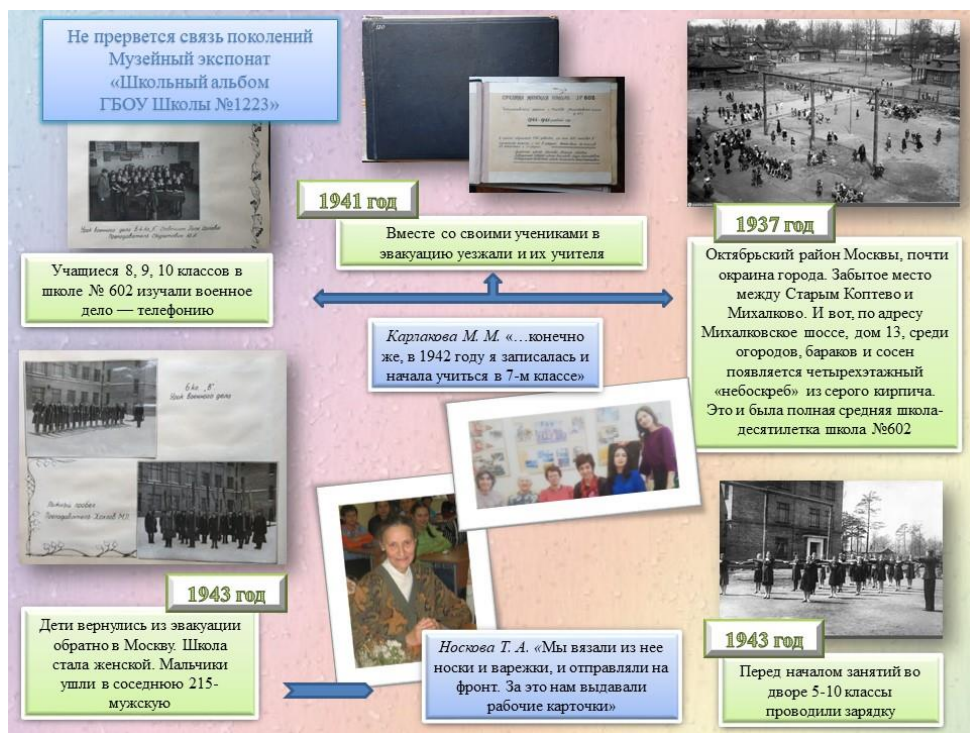 Не прервется связь поколений
Музейный экспонат
«Школьный альбом
ГБОУ Школы №1223»
Учащиеся 8, 9, 10 классов в
школе № 602 изучали военное
дело — телефонию
1941 год
Вместе со своими учениками в
эвакуацию уезжали и их учителя
1937 год
Октябрьский район Москвы, почти
окраина города. Забытое место
между Старым Коптево и
Михалково. И вот, по адресу
Михалковское шоссе, дом 13, среди
огородов, бараков и сосен
появляется четырехэтажный
«небоскреб» из серого кирпича.
Это и была полная средняя школа-
десятилетка школа №602
Карлакова М. М. «…конечно
же, в 1942 году я записалась и
начала учиться в 7-м классе»
6 кл. „В"
Урок военного дела
1943 год
Дети вернулись из эвакуации
обратно в Москву. Школа
стала женской. Мальчики
ушли в соседнюю 215-
мужскую
Носкова Т. А. «Мы вязали из нее
носки и варежки, и отправляли на
фронт. За это нам выдавали
рабочие карточки»
1943 год
Перед началом занятий во
дворе 5-10 классы
проводили зарядку